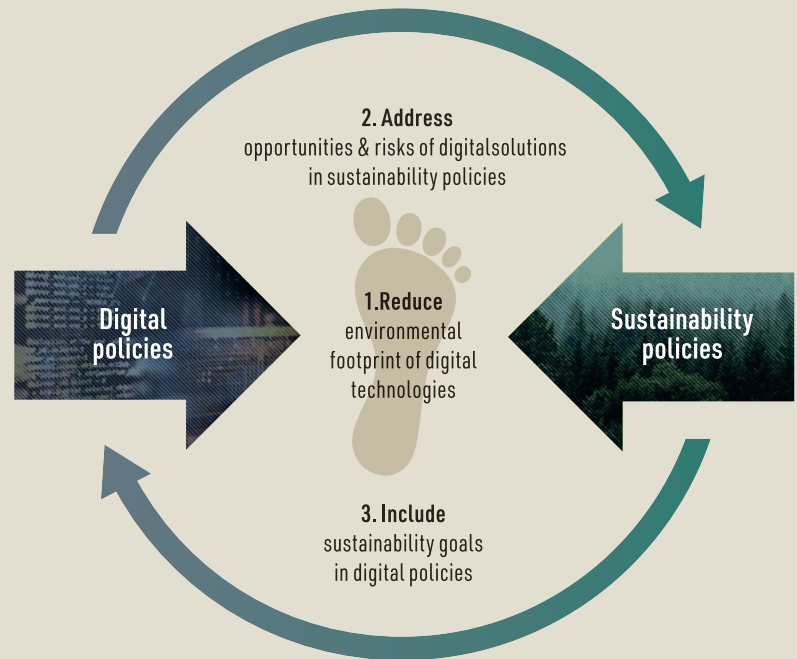 2. Address
opportunities & risks of digitalsolutions
in sustainability policies
Digital
policies
1.Reduce
environmental
footprint of digital
technologies
Sustainability
policies
3. Include
sustainability goals
in digital policies